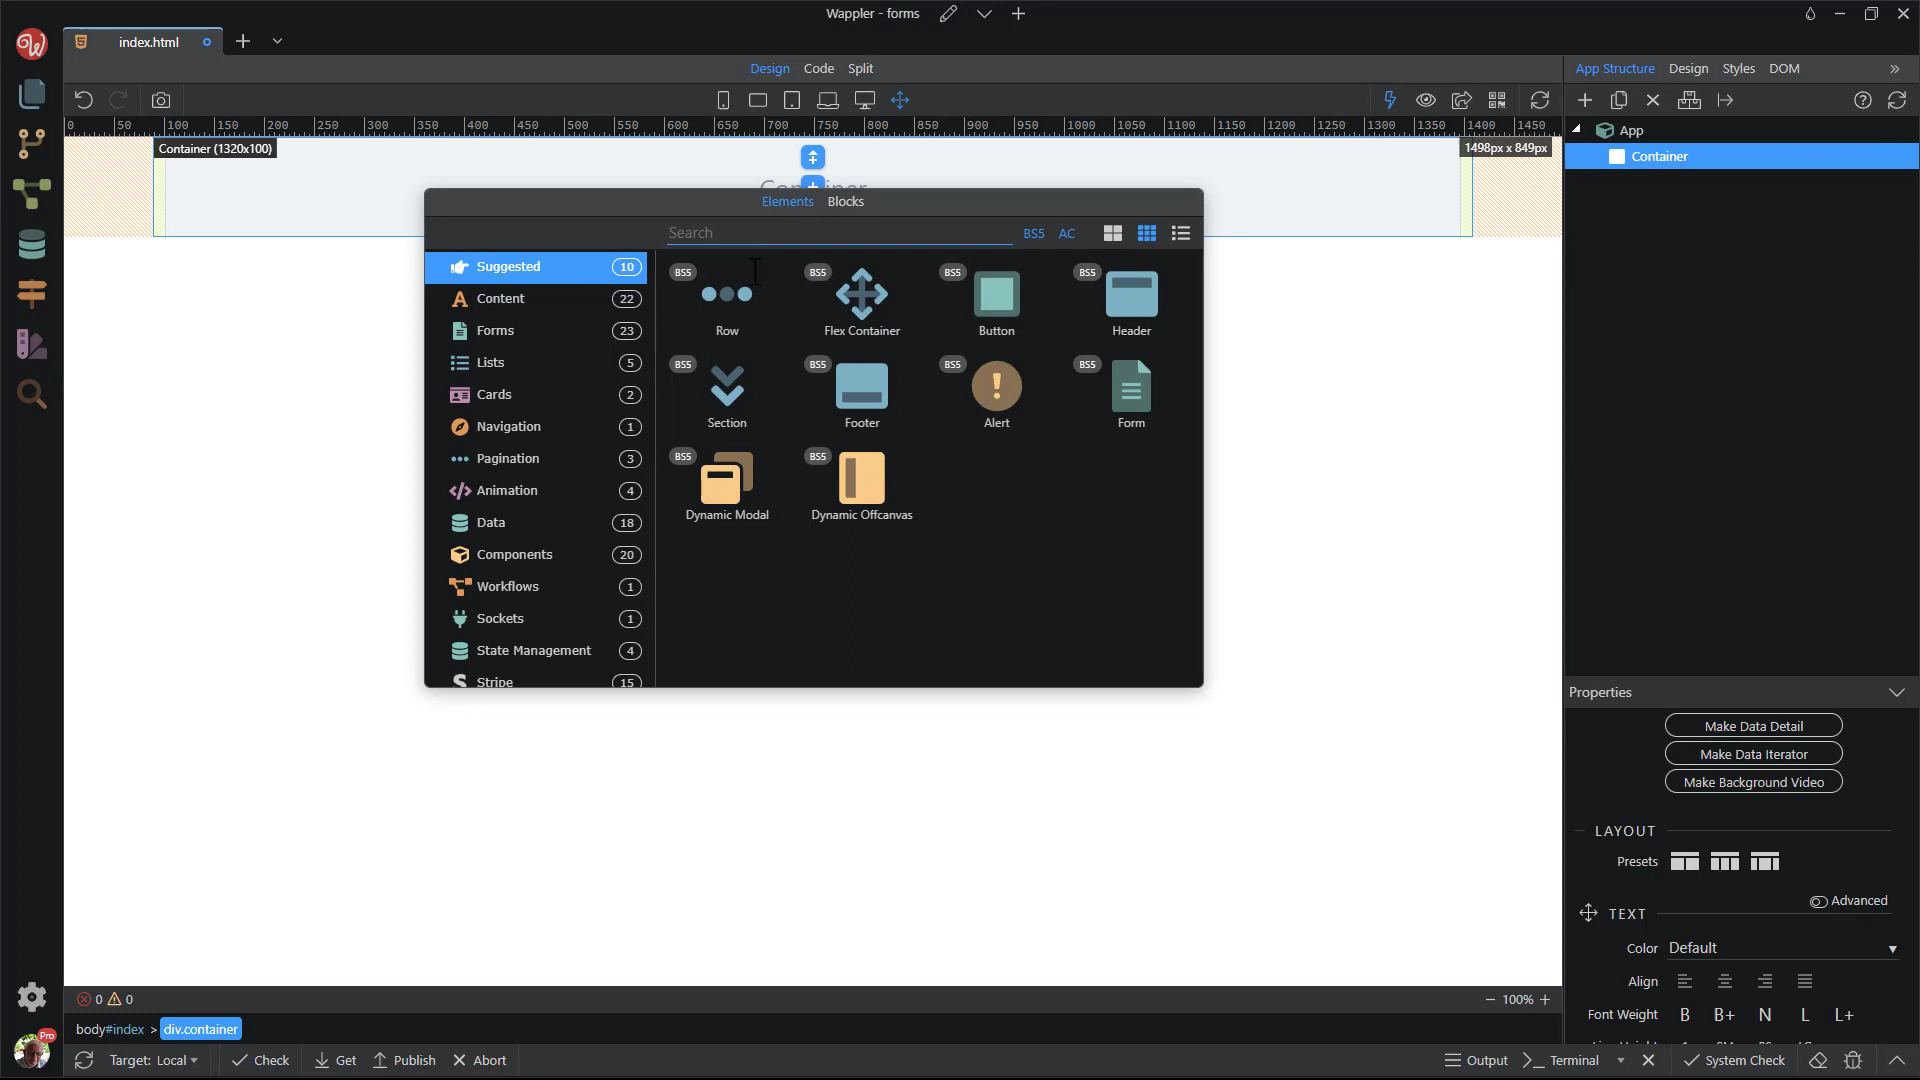 Wappler - forms
index.html
Design Code Split
App Structure Design Styles DOM
0 50 100 150 200 250 300 350 400 450 500 550 600 650 700 750 800 850 900 950 1000 1050 1100 1150 1200 1250 1300 1350 1400 1450
Container (1320x100)
1498px x 849px
App
Container
Container
Elements Blocks
Search
BS5 AC
Suggested 10
Content 22
Forms 23
Lists 5
Cards 2
Navigation 1
Pagination 3
Animation 4
Data 18
Components 20
Workflows 1
Sockets 1
State Management 4
Stripe 15
BS5 BS5 BS5 BS5
Row Flex Container Button Header
BS5 BS5 BS5 BS5
Section Footer Alert Form
BS5 BS5
Dynamic Modal Dynamic Offcanvas
Properties
Make Data Detail
Make Data Iterator
Make Background Video
LAYOUT
Presets
Advanced
TEXT
Color Default
Align
Font Weight B B+ N L L+
0 0
100%
body#index > div.container
Pro
Target: Local Check Get Publish Abort
Output Terminal System Check